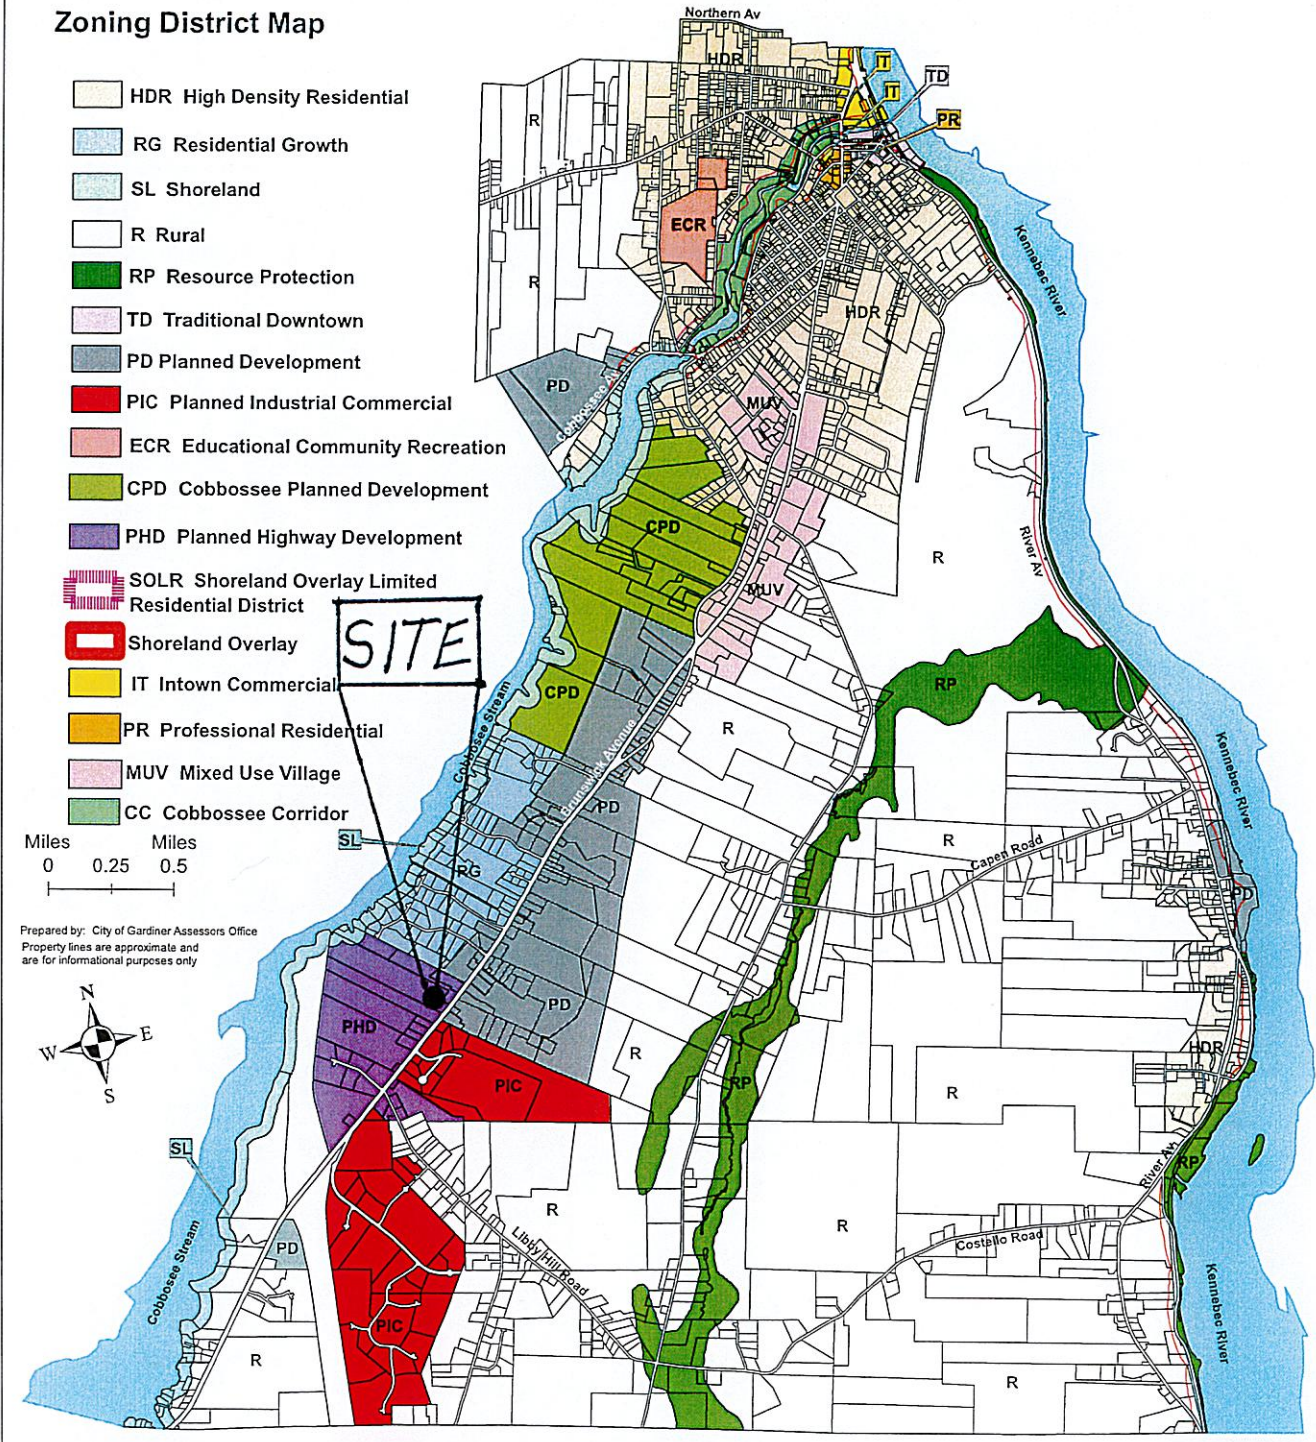 Zoning District Map
HDR High Density Residential
RG Residential Growth
SL Shoreland
R Rural
RP Resource Protection
TD Traditional Downtown
PD Planned Development
PIC Planned Industrial Commercial
ECR Educational Community Recreation
CPD Cobbossee Planned Development
PHD Planned Highway Development
SOLR Shoreland Overlay Limited
Residential District
Shoreland Overlay
IT Intown Commercial
PR Professional Residential
MUV Mixed Use Village
CC Cobbossee Corridor
Miles Miles
0 0.25 0.5
Prepared by: City of Gardiner Assessors Office
Property lines are approximate and
are for informational purposes only
N
W E
S
SITE
Northern Av
HDR
IT
TD
IT
PR
R
ECR
R
Kennebec River
HDR
PD
Cobbossee Av
MUV
CPD
R
River Av
MUV
RP
CPD
R
Cobbosee Stream
Brunswick Avenue
Kennebec River
PD
SL
R
Capen Road
RG
PD
PD
PHD
R
HDR
PIC
RP
R
SL
River Av
RP
R
R
Libby Hill Road
Costello Road
PD
Cobbosee Stream
Kennebec River
PIC
R
R